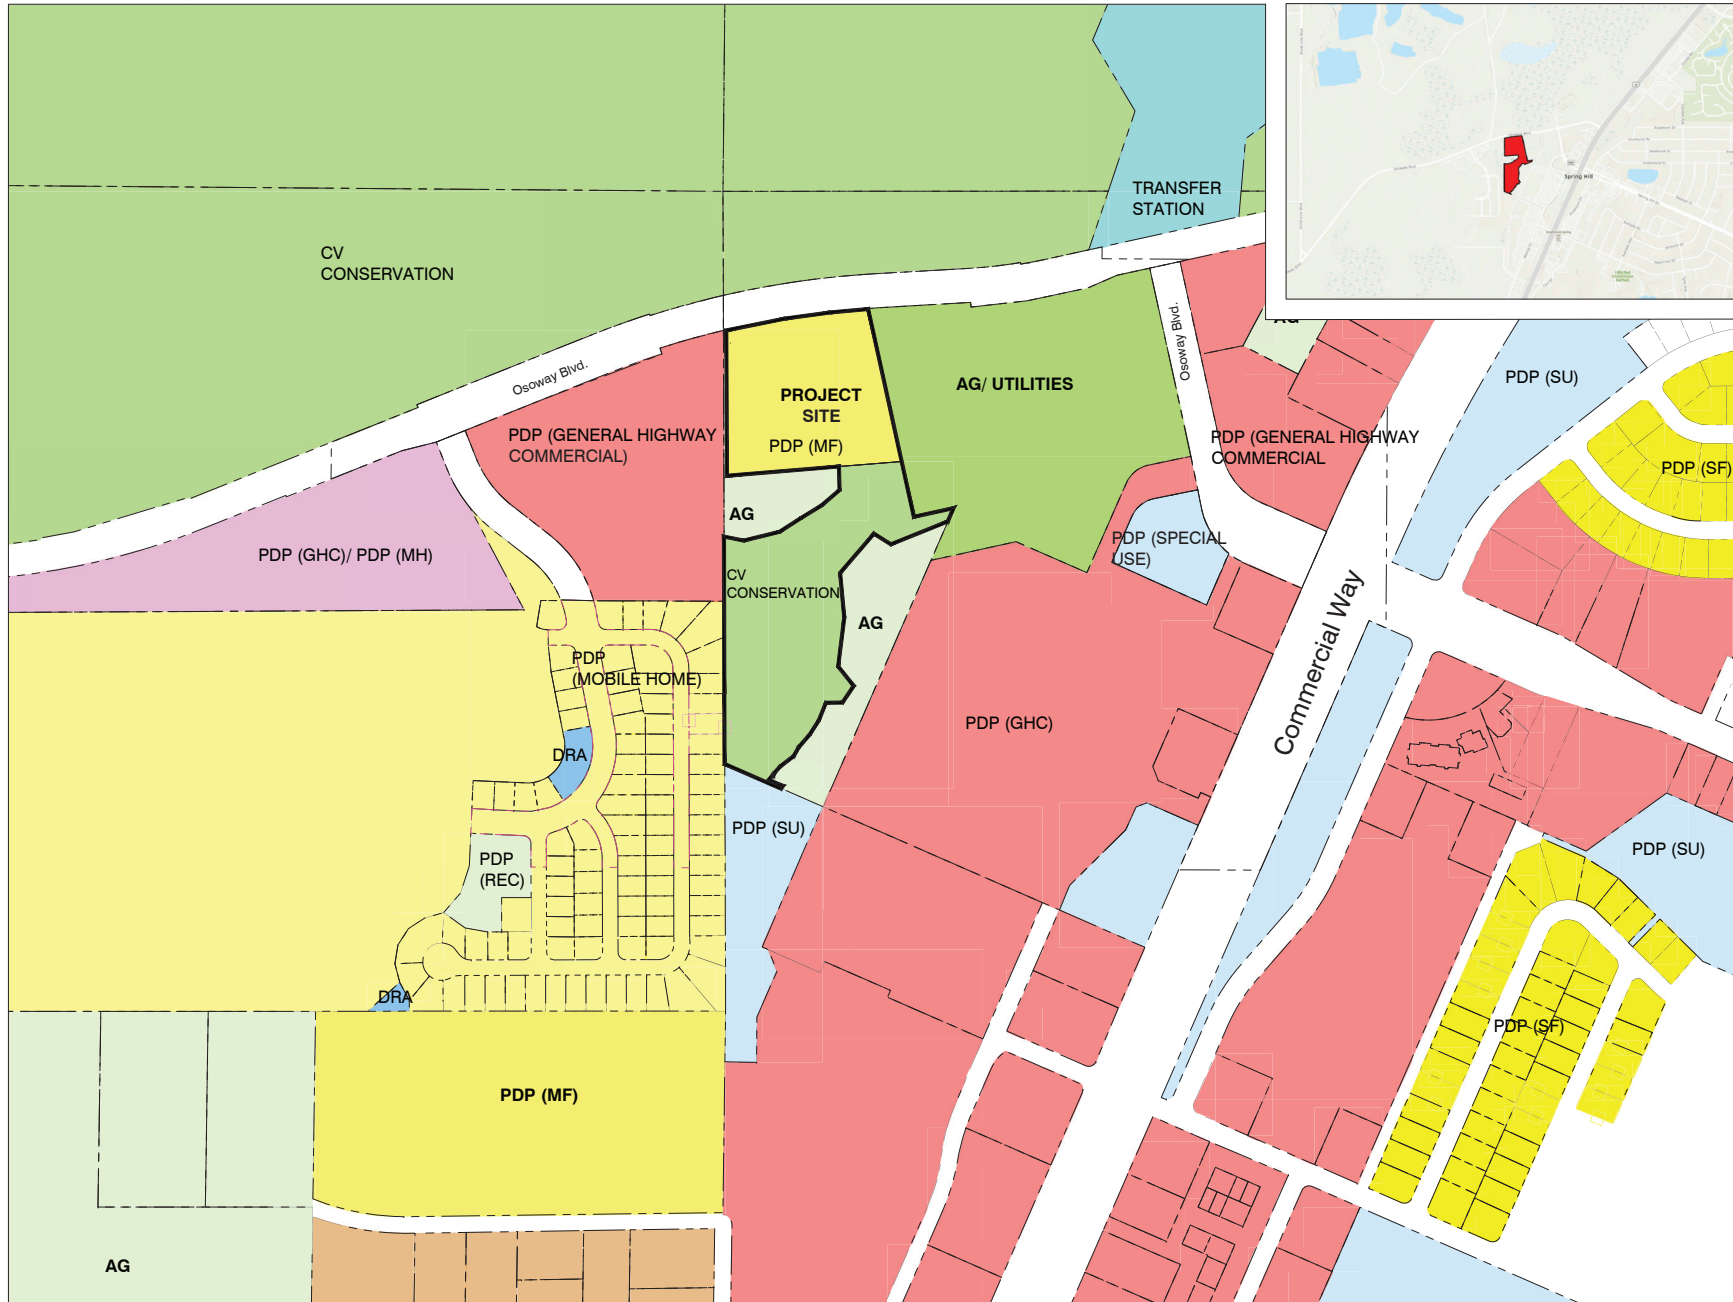 TRANSFER
STATION
CV
CONSERVATION
Spring Hill
AG
Osoway Blvd.
Osoway Blvd.
PROJECT
SITE
PDP (MF)
AG/ UTILITIES
PDP (SU)
PDP (GENERAL HIGHWAY
COMMERCIAL)
PDP (GENERAL HIGHWAY
COMMERCIAL
PDP (SF)
AG
PDP (GHC)/ PDP (MH)
PDP (SPECIAL
USE)
CV
CONSERVATION
AG
Commercial Way
PDP
(MOBILE HOME)
PDP (GHC)
DRA
PDP (SU)
PDP (SU)
PDP
(REC)
DRA
PDP (SF)
PDP (MF)
AG